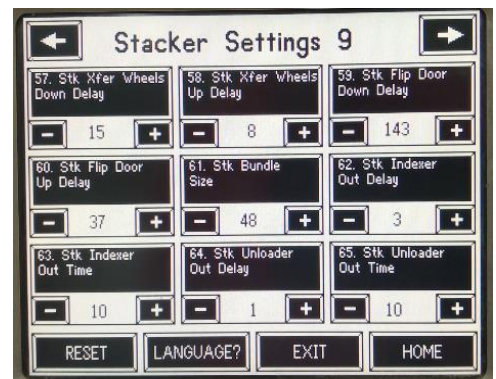 Stacker Settings 9
57. Stk Xfer Wheels
Down Delay
58. Stk Xfer Wheels
Up Delay
59. Stk Flip Door
Down Delay
- 15 +
- 8 +
- 143 +
60. Stk Flip Door
Up Delay
61. Stk Bundle
Size
62. Stk Indexer
Out Delay
- 37 +
- 48 +
- 3 +
63. Stk Indexer
Out Time
64. Stk Unloader
Out Delay
65. Stk Unloader
Out Time
- 10 +
- 1 +
- 10 +
RESET
LANGUAGE?
EXIT
HOME